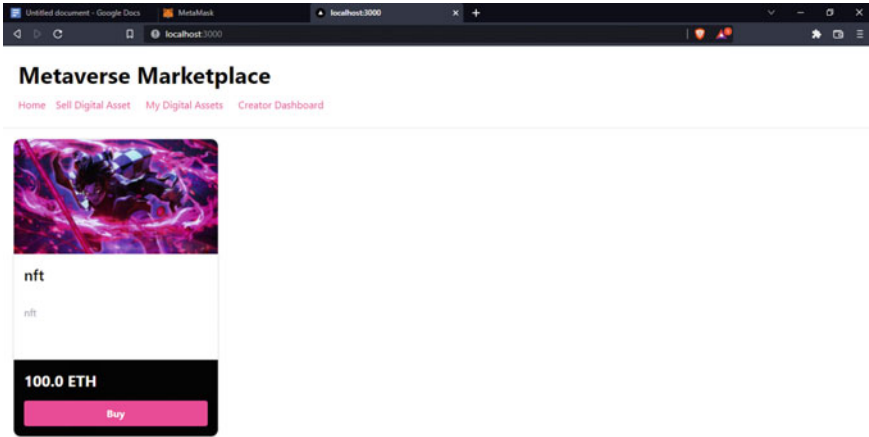 Untitled document - Google Docs MetaMask localhost:3000
localhost:3000
Metaverse Marketplace
Home Sell Digital Asset My Digital Assets Creator Dashboard
nft
nft
100.0 ETH
Buy